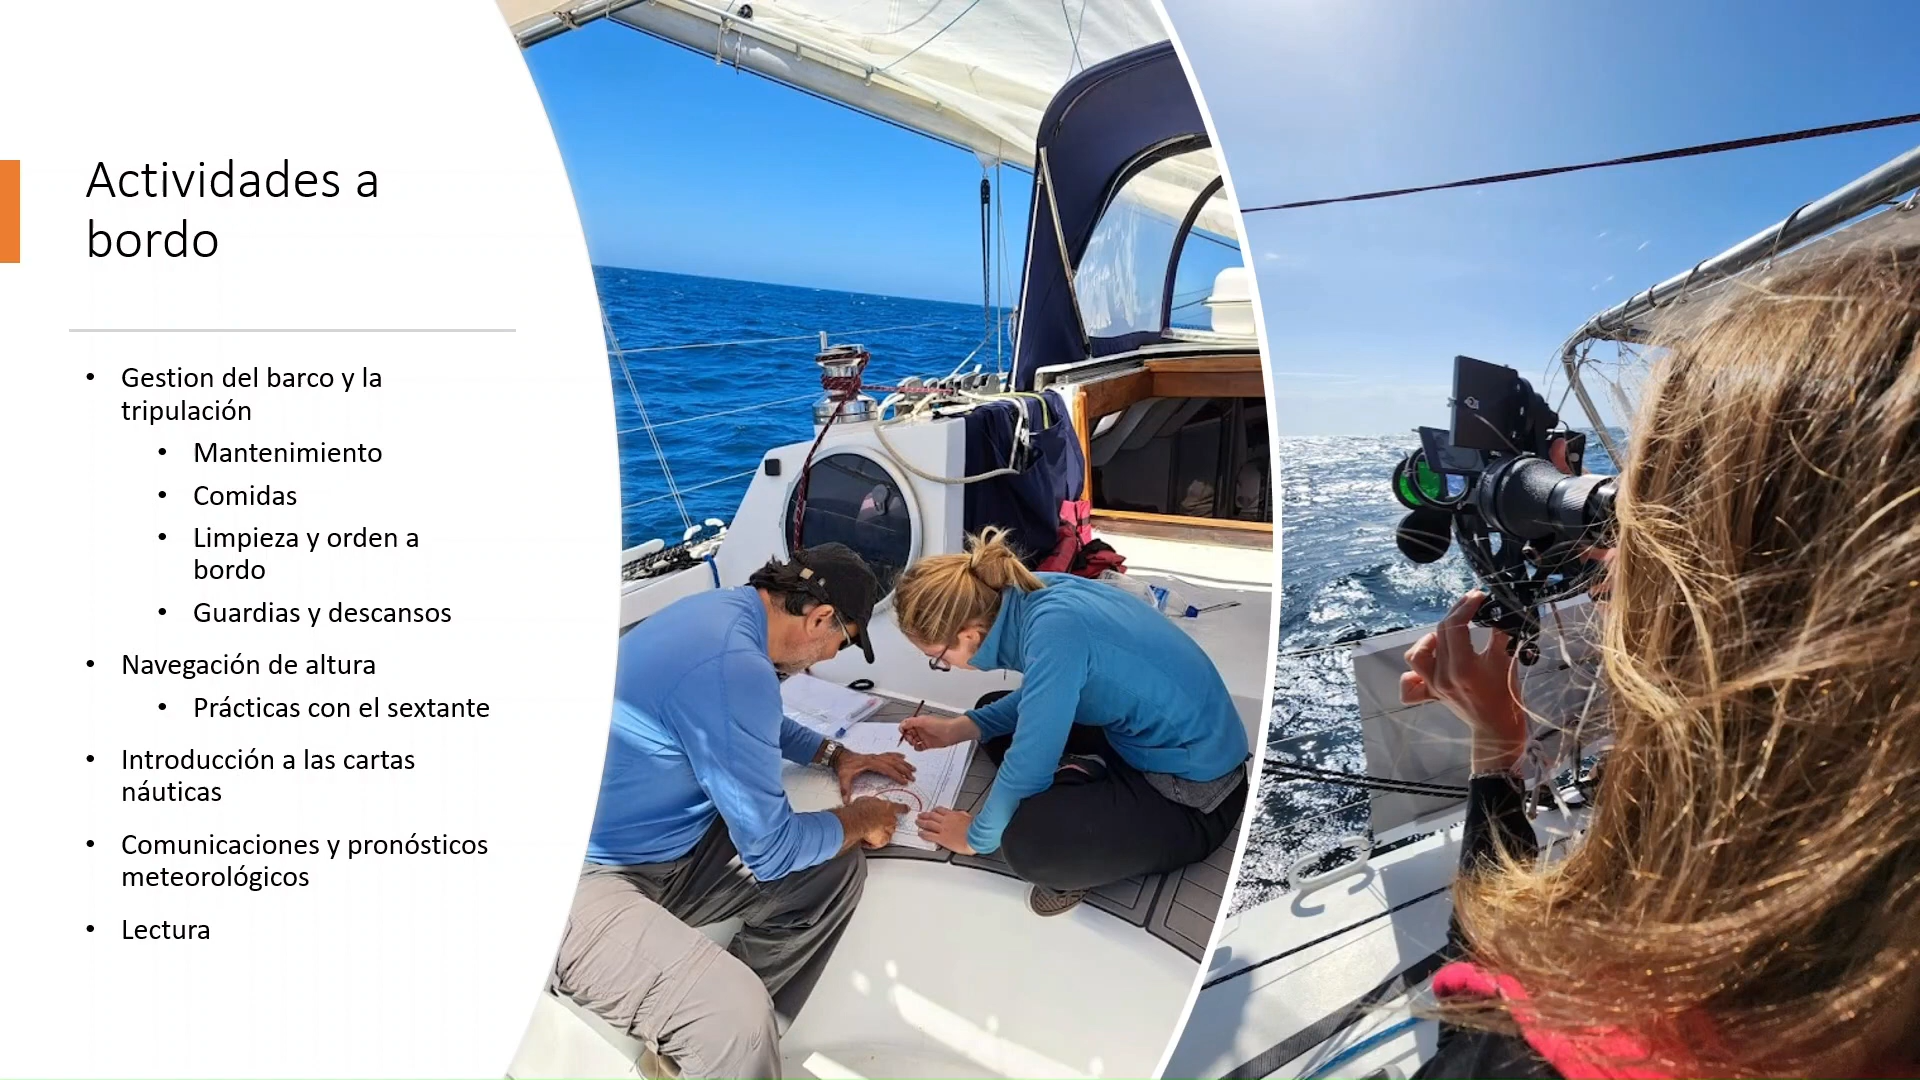 Actividades a
bordo
• Gestion del barco y la
tripulación
• Mantenimiento
• Comidas
• Limpieza y orden a
bordo
• Guardias y descansos
• Navegación de altura
• Prácticas con el sextante
• Introducción a las cartas
náuticas
• Comunicaciones y pronósticos
meteorológicos
• Lectura